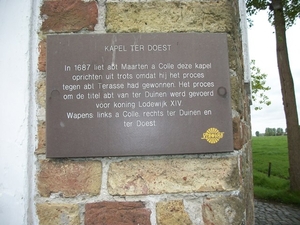 KAPEL TER DOEST
In 1687 liet abt Maarten a Colle deze kapel
oprichten uit trots omdat hij het proces
tegen abt Terasse had gewonnen. Het proces
om de titel abt van ter Duinen werd gevoerd
voor koning Lodewijk XIV.
Wapens: links a Colle, rechts ter Duinen en
ter Doest.